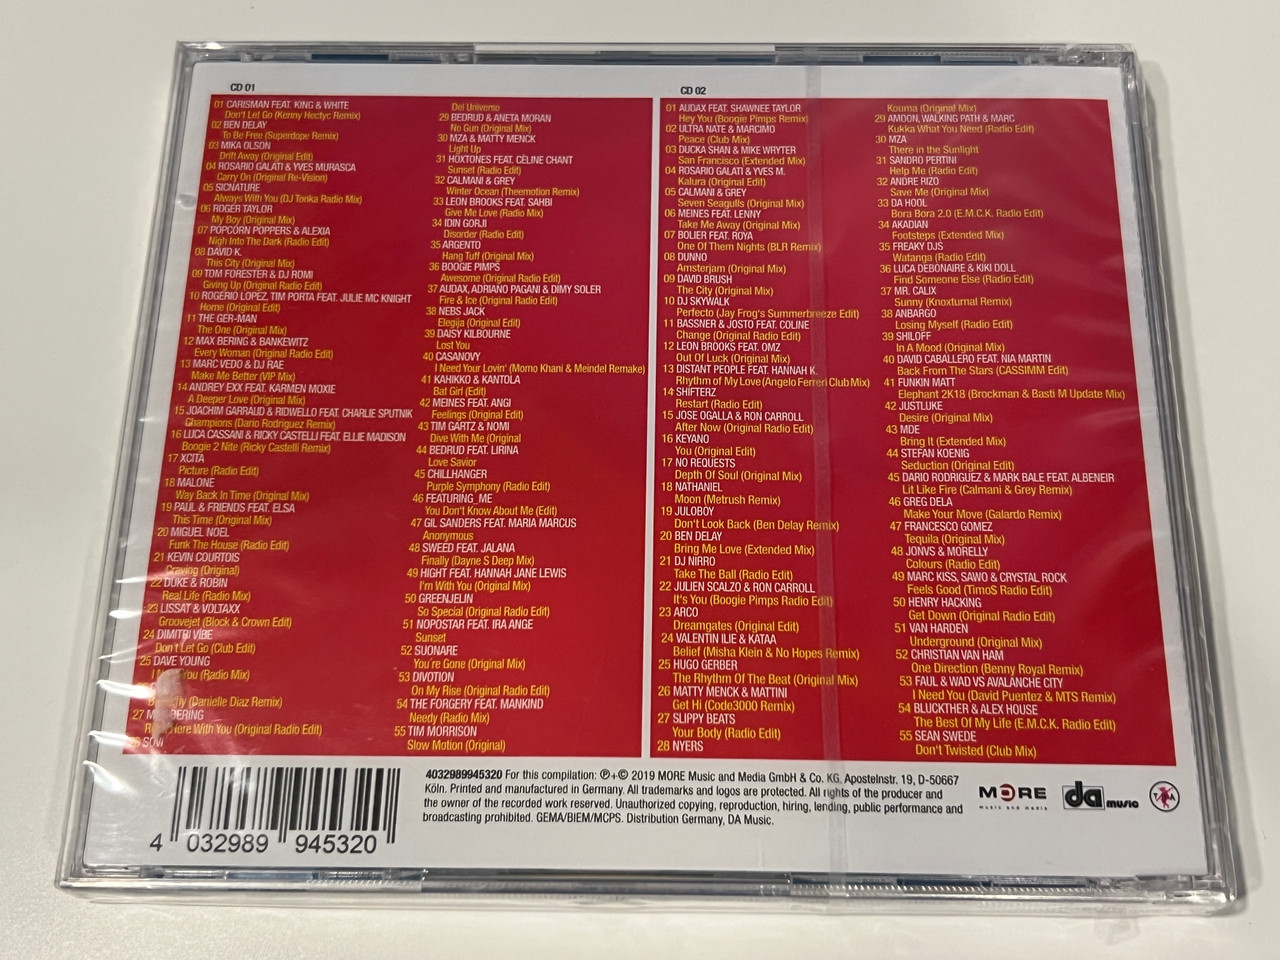 CD 01
01 CARISMAN FEAT. KING & WHITE
Don't Let Go (Kenny Hectyc Remix)
02 BEN DELAY
To Be Free (Superdope Remix)
03 MIKA OLSON
Drift Away (Original Edit)
04 ROSARIO GALATI & YVES MURASCA
Carry On (Original Re-Vision)
05 SICNATURE
Always With You (DJ Tonka Radio Mix)
06 ROGER TAYLOR
My Boy (Original Mix)
07 POPCORN POPPERS & ALEXIA
Nigh Into The Dark (Radio Edit)
08 DAVID K.
This City (Original Mix)
09 TOM FORESTER & DJ ROMI
Giving Up (Original Radio Edit)
10 ROGÉRIO LOPEZ, TIM PORTA FEAT. JULIE MC KNIGHT
Home (Original Edit)
11 THE GER-MAN
The One (Original Mix)
12 MAX BERING & BANKEWITZ
Every Woman (Original Radio Edit)
13 MARC VEDO & DJ RAE
Make Me Better (VIP Mix)
14 ANDREY EXX FEAT. KARMEN MOXIE
A Deeper Love (Original Mix)
15 JOACHIM GARRAUD & RIDWELLO FEAT. CHARLIE SPUTNIK
Champions (Dario Rodriguez Remix)
16 LUCA CASSANI & RICKY CASTELLI FEAT. ELLIE MADISON
Boogie 2 Nite (Ricky Castelli Remix)
17 XCITA
Picture (Radio Edit)
18 MALONE
Way Back In Time (Original Mix)
19 PAUL & FRIENDS FEAT. ELSA
This Time (Original Mix)
20 MIGUEL NOEL
Funk The House (Radio Edit)
21 KEVIN COURTOIS
Craving (Original)
22 DUKE & ROBIN
Real Life (Radio Mix)
23 LISSAT & VOLTAXX
Groovejet (Block & Crown Edit)
24 DIMITRI VIBE
Don't Let Go (Club Edit)
25 DAVE YOUNG
You (Radio Mix)
(Danielle Diaz Remix)
27 BERING
Here With You (Original Radio Edit)
Del Universo
29 BEDRUD & ANETA MORAN
No Gun (Original Mix)
30 MZA & MATTY MENCK
Light Up
31 HOXTONES FEAT. CÉLINE CHANT
Sunset (Radio Edit)
32 CALMANI & GREY
Winter Ocean (Theemotion Remix)
33 LEON BROOKS FEAT. SAHBI
Give Me Love (Radio Mix)
34 IDIN GORJI
Disorder (Radio Edit)
35 ARGENTO
Hang Tuff (Original Mix)
36 BOOGIE PIMPS
Awesome (Original Radio Edit)
37 AUDAX, ADRIANO PAGANI & DIMY SOLER
Fire & Ice (Original Radio Edit)
38 NEBS JACK
Elegija (Original Edit)
39 DAISY KILBOURNE
Lost You
40 CASANOVY
I Need Your Lovin' (Momo Khani & Meindel Remake)
41 KAHIKKO & KANTOLA
Bat Girl (Edit)
42 MEINES FEAT. ANGI
Feelings (Original Edit)
43 TIM GARTZ & NOMI
Dive With Me (Original
44 BEDRUD FEAT. LIRINA
Love Savior
45 CHILLHANGER
Purple Symphony (Radio Edit)
46 FEATURING_ME
You Don't Know About Me (Edit)
47 GIL SANDERS FEAT. MARIA MARCUS
Anonymous
48 SWEED FEAT. JALANA
Finally (Dayne S Deep Mix)
49 HIGHT FEAT. HANNAH JANE LEWIS
I'm With You (Original Mix)
50 GREENJELIN
So Special (Original Radio Edit)
51 NOPOSTAR FEAT. IRA ANGE
Sunset
52 SUONARE
You're Gone (Original Mix)
53 DIVOTION
On My Rise (Original Radio Edit)
54 THE FORGERY FEAT. MANKIND
Needy (Radio Mix)
55 TIM MORRISON
Slow Motion (Original)
CD 02
01 AUDAX FEAT. SHAWNEE TAYLOR
Hey You (Boogie Pimps Remix)
02 ULTRA NATE & MARCIMO
Peace (Club Mix)
03 DUCKA SHAN & MIKE WRYTER
San Francisco (Extended Mix)
04 ROSARIO GALATI & YVES M.
Kalura (Original Edit)
05 CALMANI & GREY
Seven Seagulls (Original Mix)
06 MEINES FEAT. LENNY
Take Me Away (Original Mix)
07 BOLIER FEAT. ROYA
One Of Them Nights (BLR Remix)
08 DUNNO
Amsterjam (Original Mix)
09 DAVID BRUSH
The City (Original Mix)
10 DJ SKYWALK
Perfecto (Jay Frog's Summerbreeze Edit)
11 BASSNER & JOSTO FEAT. COLINE
Change (Original Radio Edit)
12 LEON BROOKS FEAT. OMZ
Out Of Luck (Original Mix)
13 DISTANT PEOPLE FEAT. HANNAH K.
Rhythm of My Love (Angelo Ferreri Club Mix)
14 SHIFTERZ
Restart (Radio Edit)
15 JOSE OGALLA & RON CARROLL
After Now (Original Radio Edit)
16 KEYANO
You (Original Edit)
17 NO REQUESTS
Depth Of Soul (Original Mix)
18 NATHANIEL
Moon (Metrush Remix)
19 JULOBOY
Don't Look Back (Ben Delay Remix)
20 BEN DELAY
Bring Me Love (Extended Mix)
21 DJ NIRRO
Take The Ball (Radio Edit)
22 JULIEN SCALZO & RON CARROLL
It's You (Boogie Pimps Radio Edit)
23 ARCO
Dreamgates (Original Edit)
24 VALENTIN ILIE & KATAA
Belief (Misha Klein & No Hopes Remix)
25 HUGO GERBER
The Rhythm Of The Beat (Original Mix)
26 MATTY MENCK & MATTINI
Get Hi (Code3000 Remix)
27 SLIPPY BEATS
Your Body (Radio Edit)
28 NYERS
Kouma (Original Mix)
29 AMOON, WALKING PATH & MARC
Kukka What You Need (Radio Edit)
30 MZA
There in the Sunlight
31 SANDRO PERTINI
Help Me (Radio Edit)
32 ANDRE RIZO
Save Me (Original Mix)
33 DA HOOL
Bora Bora 2.0 (E.M.C.K. Radio Edit)
34 AKADIAN
Footsteps (Extended Mix)
35 FREAKY DJS
Watanga (Radio Edit)
36 LUCA DEBONAIRE & KIKI DOLL
Find Someone Else (Radio Edit)
37 MR. CALIX
Sunny (Knoxturnal Remix)
38 ANBARGO
Losing Myself (Radio Edit)
39 SHILOFF
In A Mood (Original Mix)
40 DAVID CABALLERO FEAT. NIA MARTIN
Back From The Stars (CASSIMM Edit)
41 FUNKIN MATT
Elephant 2K18 (Brockman & Basti M Update Mix)
42 JUSTLUKE
Desire (Original Mix)
43 MDE
Bring It (Extended Mix)
44 STEFAN KOENIG
Seduction (Original Edit)
45 DARIO RODRIGUEZ & MARK BALE FEAT. ALBENEIR
Lit Like Fire (Calmani & Grey Remix)
46 GREG DELA
Make Your Move (Galardo Remix)
47 FRANCESCO GOMEZ
Tequila (Original Mix)
48 JONVS & MORELLY
Colours (Radio Edit)
49 MARC KISS, SAWO & CRYSTAL ROCK
Feels Good (TimoS Radio Edit)
50 HENRY HACKING
Get Down (Original Radio Edit)
51 VAN HARDEN
Underground (Original Mix)
52 CHRISTIAN VAN HAM
One Direction (Benny Royal Remix)
53 FAUL & WAD VS AVALANCHE CITY
I Need You (David Puentez & MTS Remix)
54 BLUCKTHER & ALEX HOUSE
The Best Of My Life (E.M.C.K. Radio Edit)
55 SEAN SWEDE
Don't Twisted (Club Mix)
4 032989 945320
4032989945320 For this compilation: ℗+© 2019 MORE Music and Media GmbH & Co. KG, Apostelnstr. 19, D-50667
Köln. Printed and manufactured in Germany. All trademarks and logos are protected. All rights of the producer and
the owner of the recorded work reserved. Unauthorized copying, reproduction, hiring, lending, public performance and
broadcasting prohibited. GEMA/BIEM/MCPS. Distribution Germany, DA Music.
MORE
music and media
da music